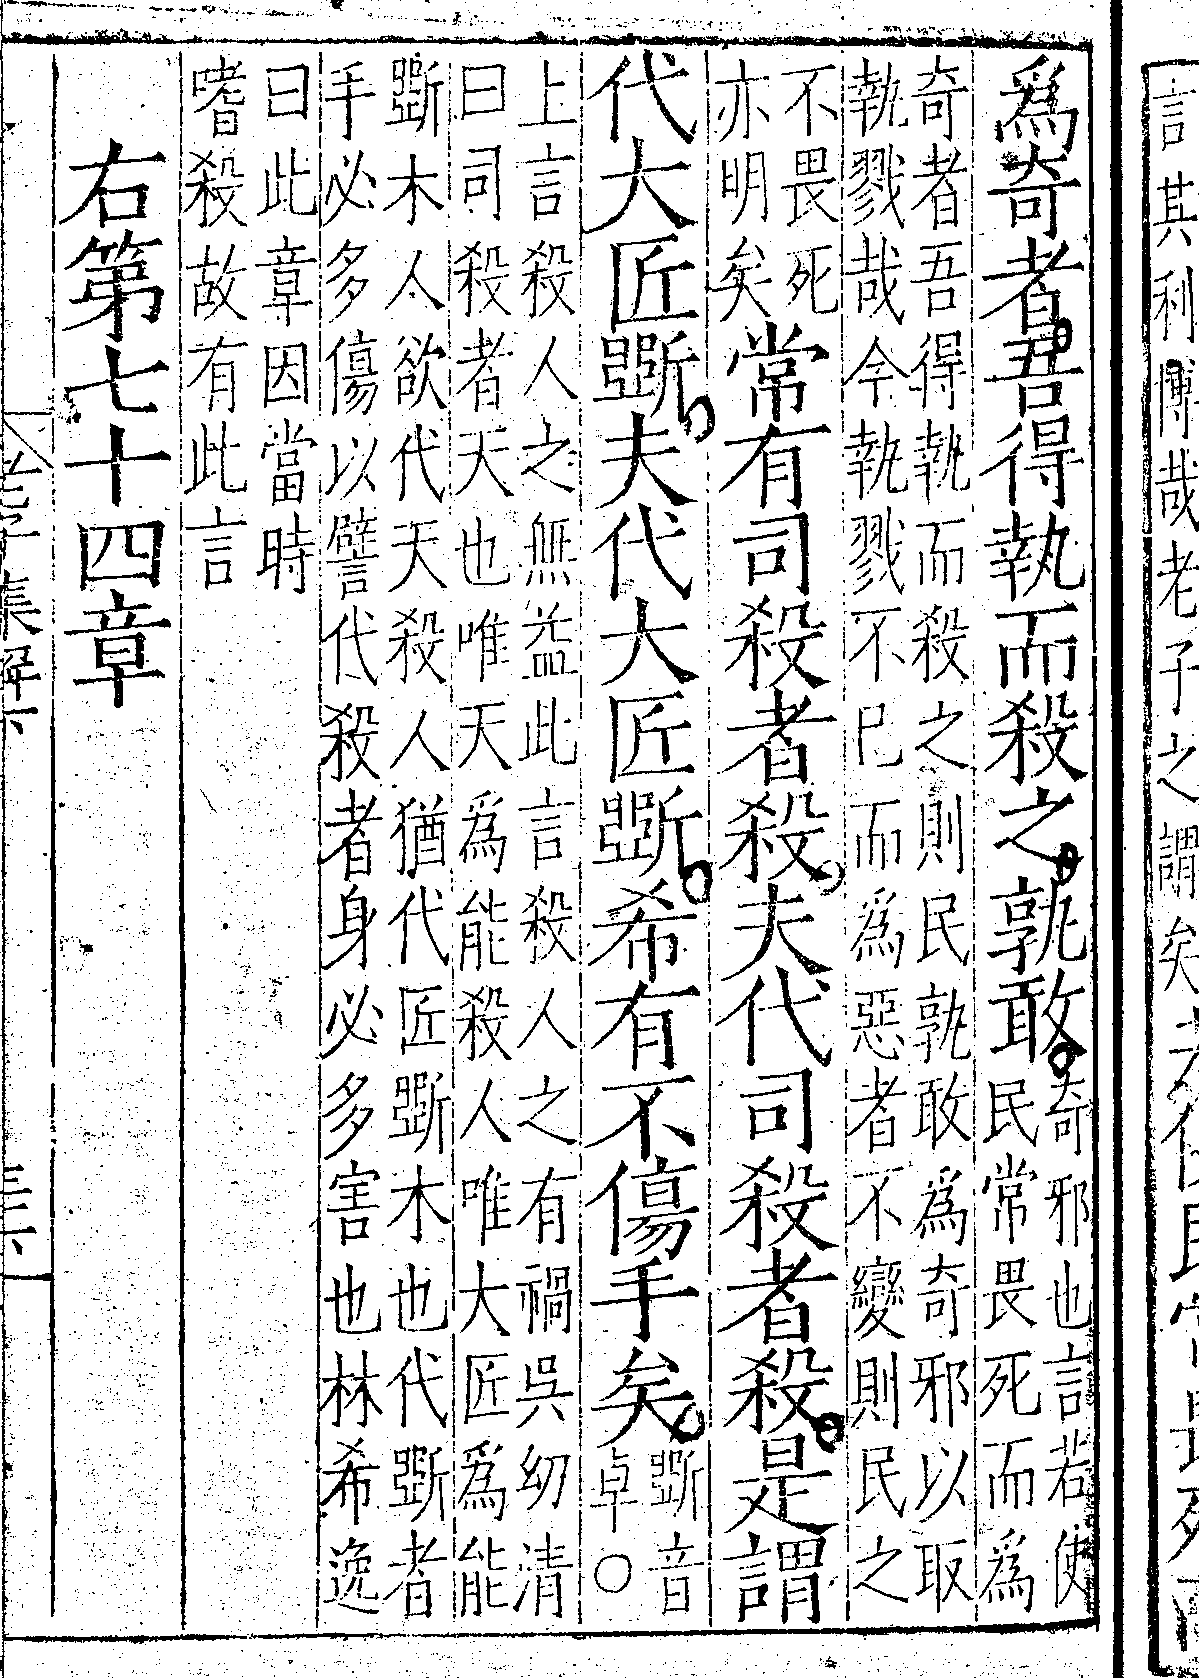 言其利博哉老子之謂矣若使民常畏死而
爲奇者吾得執而殺之孰敢奇邪也言若使
民常畏死而爲
奇者吾得執而殺之則民孰敢爲奇邪以取
執戮哉今執戮不已而爲惡者不變則民之
不畏死
亦明矣常有司殺者殺夫代司殺者殺是謂
代大匠斲夫代大匠斲希有不傷手矣斲音
卓○
上言殺人之無益此言殺人之有禍吳幼清
曰司殺者天也唯天爲能殺人唯大匠爲能
斲木人欲代天殺人猶代匠斲木也代斲者
手必多傷以譬代殺者身必多害也林希逸
曰此章因當時
嗜殺故有此言
右第七十四章
老子集解下